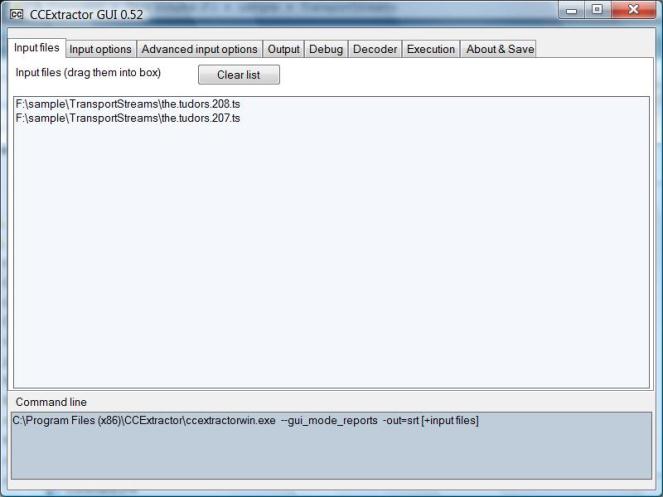 CCExtractor GUI 0.52
Input files Input options Advanced input options Output Debug Decoder Execution About & Save
Input files (drag them into box) Clear list
F:\sample\TransportStreams\the.tudors.208.ts
F:\sample\TransportStreams\the.tudors.207.ts
Command line
C:\Program Files (x86)\CCExtractor\ccextractorwin.exe --gui_mode_reports -out=srt [+input files]